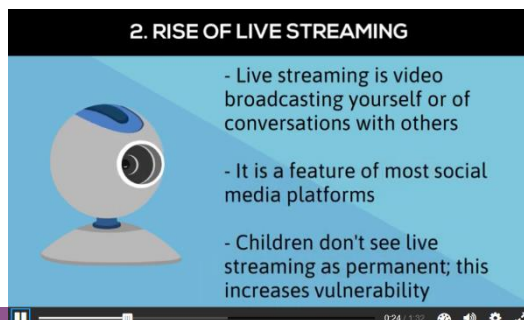 2. RISE OF LIVE STREAMING
- Live streaming is video
broadcasting yourself or of
conversations with others
- It is a feature of most social
media platforms
- Children don't see live
streaming as permanent; this
increases vulnerability
0:24 / 1:32